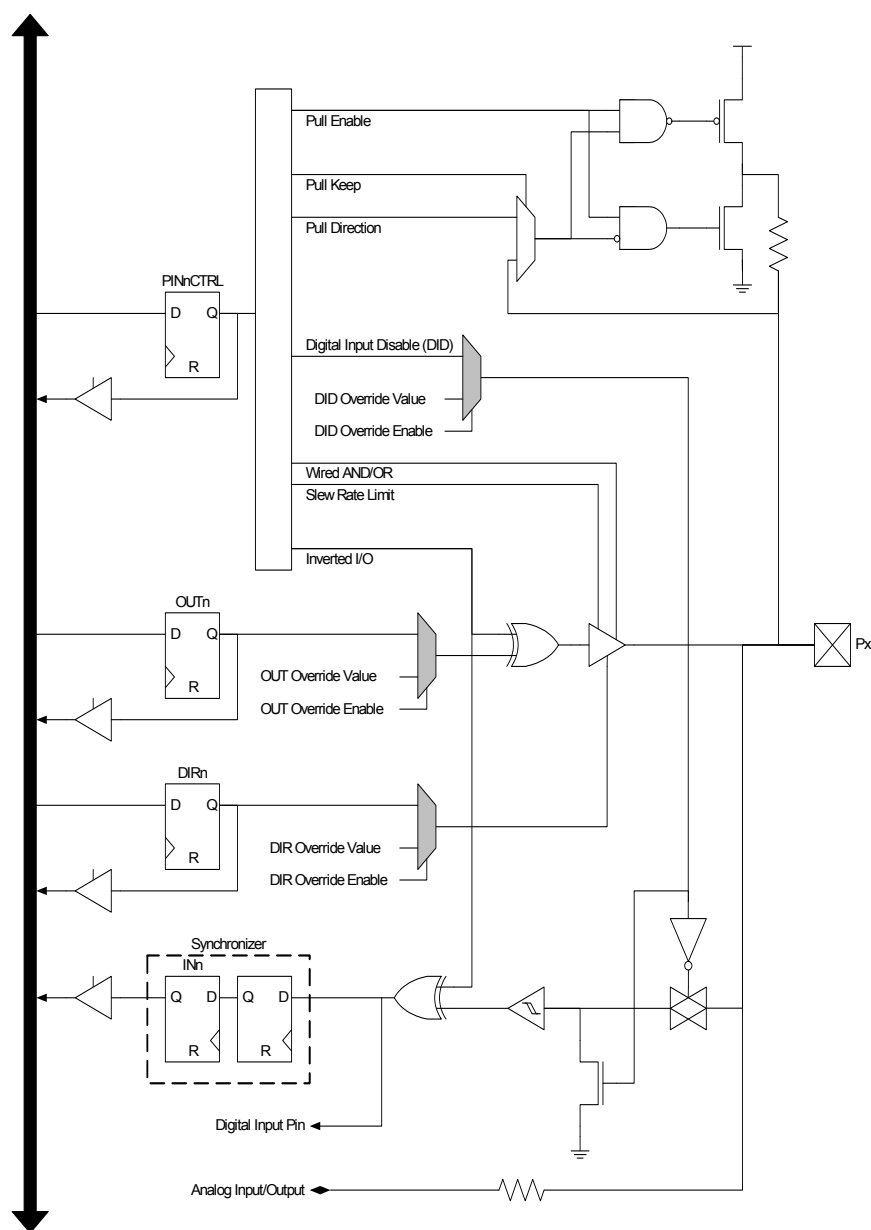 Pull Enable
Pull Keep
Pull Direction
PINnCTRL
D Q
R
Digital Input Disable (DID)
DID Override Value
DID Override Enable
Wired AND/OR
Slew Rate Limit
Inverted I/O
OUTn
D Q
R
OUT Override Value
OUT Override Enable
Px
DIRn
D Q
R
DIR Override Value
DIR Override Enable
Synchronizer
INn
Q D Q D
R R
Digital Input Pin
Analog Input/Output